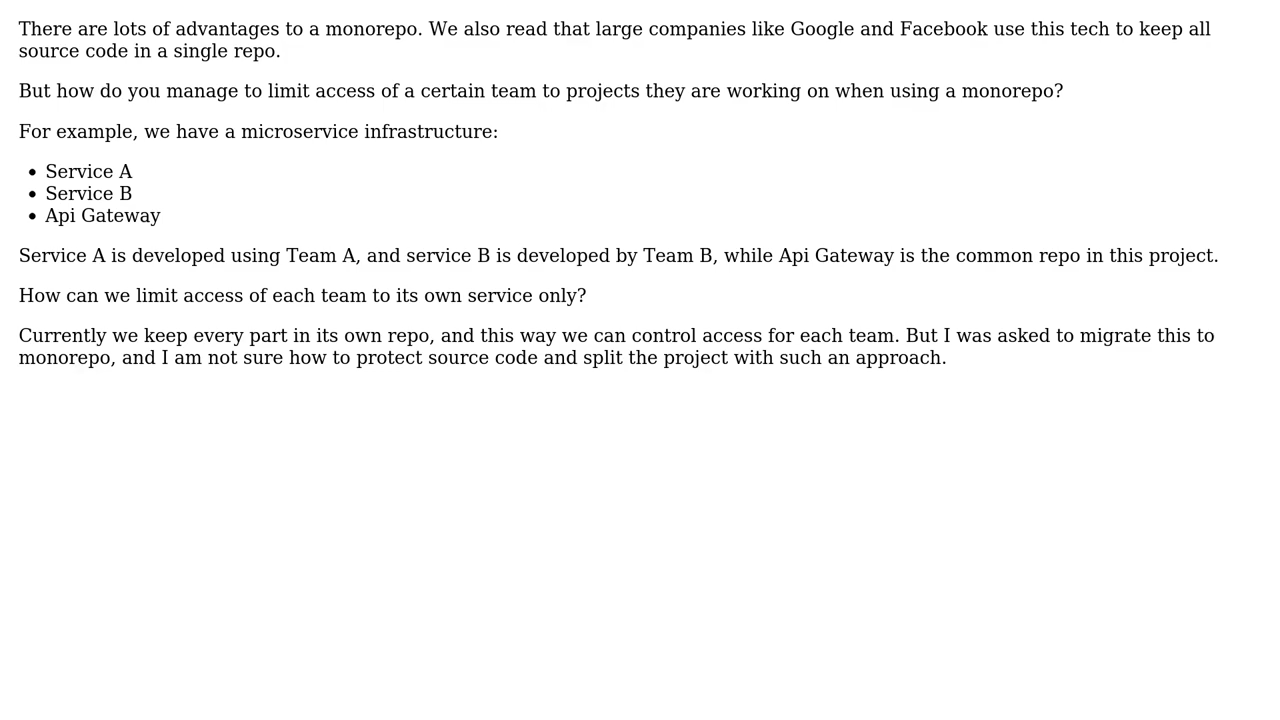 There are lots of advantages to a monorepo. We also read that large companies like Google and Facebook use this tech to keep all
source code in a single repo.
But how do you manage to limit access of a certain team to projects they are working on when using a monorepo?
For example, we have a microservice infrastructure:
• Service A
• Service B
• Api Gateway
Service A is developed using Team A, and service B is developed by Team B, while Api Gateway is the common repo in this project.
How can we limit access of each team to its own service only?
Currently we keep every part in its own repo, and this way we can control access for each team. But I was asked to migrate this to
monorepo, and I am not sure how to protect source code and split the project with such an approach.